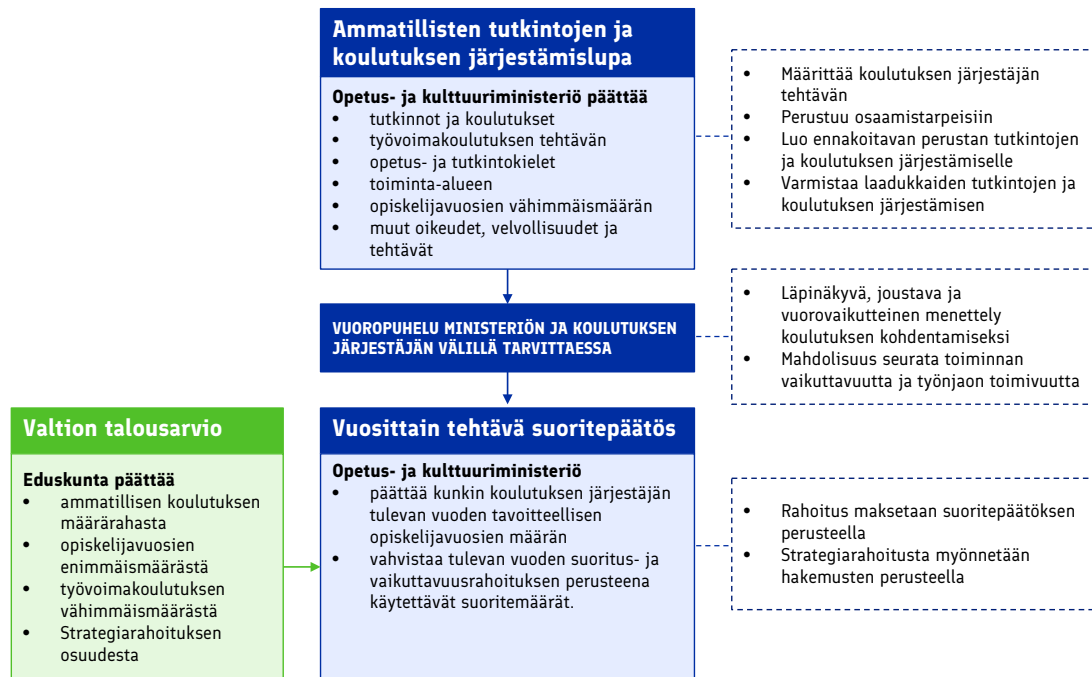 Ammatillisten tutkintojen ja
koulutuksen järjestämislupa
Opetus- ja kulttuuriministeriö päättää
• tutkinnot ja koulutukset
• työvoimakoulutuksen tehtävän
• opetus- ja tutkintokielet
• toiminta-alueen
• opiskelijavuosien vähimmäismäärän
• muut oikeudet, velvollisuudet ja
tehtävät
• Määrittää koulutuksen järjestäjän
tehtävän
• Perustuu osaamistarpeisiin
• Luo ennakoitavan perustan tutkintojen
ja koulutuksen järjestämiselle
• Varmistaa laadukkaiden tutkintojen ja
koulutuksen järjestämisen
VUOROPUHELU MINISTERIÖN JA KOULUTUKSEN
JÄRJESTÄJÄN VÄLILLÄ TARVITTAESSA
• Läpinäkyvä, joustava ja
vuorovaikutteinen menettely
koulutuksen kohdentamiseksi
• Mahdolisuus seurata toiminnan
vaikuttavuutta ja työnjaon toimivuutta
Valtion talousarvio
Eduskunta päättää
• ammatillisen koulutuksen
määrärahasta
• opiskelijavuosien
enimmäismäärästä
• työvoimakoulutuksen
vähimmäismäärästä
• Strategiarahoituksen
osuudesta
Vuosittain tehtävä suoritepäätös
Opetus- ja kulttuuriministeriö
• päättää kunkin koulutuksen järjestäjän
tulevan vuoden tavoitteellisen
opiskelijavuosien määrän
• vahvistaa tulevan vuoden suoritus- ja
vaikuttavuusrahoituksen perusteena
käytettävät suoritemäärät.
• Rahoitus maksetaan suoritepäätöksen
perusteella
• Strategiarahoitusta myönnetään
hakemusten perusteella